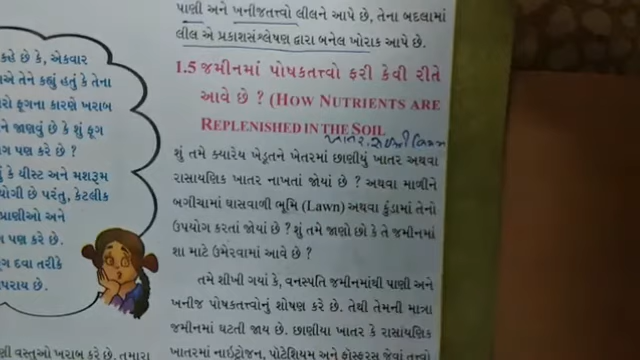 કહે છે કે, એકવાર
એ તેને કહ્યું હતું કે તેના
રો ફૂગના કારણે ખરાબ
ને જાણવું છે કે શું ફૂગ
ગ પણ કરે છે ?
કે યીસ્ટ અને મશરૂમ
યોગી છે પરંતુ, કેટલીક
પ્રાણીઓ અને
ગ પણ કરે છે.
ગ દવા તરીકે
પરાય છે.
ણી વસ્તુઓ ખરાબ કરે છે. તમારા
પાણી અને ખનીજતત્ત્વો લીલને આપે છે, તેના બદલામાં
લીલ એ પ્રકાશસંશ્લેષણ દ્વારા બનેલ ખોરાક આપે છે.
1.5 જમીનમાં પોષકતત્ત્વો ફરી કેવી રીતે
આવે છે ? (HOW NUTRIENTS ARE
REPLENISHED IN THE SOIL
શું તમે ક્યારેય ખેડૂતને ખેતરમાં છાણીયું ખાતર અથવા
રાસાયણિક ખાતર નાખતાં જોયાં છે ? અથવા માળીને
બગીચામાં ઘાસવાળી ભૂમિ (Lawn) અથવા કુંડામાં તેનો
ઉપયોગ કરતાં જોયા છે ? શું તમે જાણો છો કે તે જમીનમાં
શા માટે ઉમેરવામાં આવે છે ?
તમે શીખી ગયાં કે, વનસ્પતિ જમીનમાંથી પાણી અને
ખનીજ પોષકતત્ત્વોનું શોષણ કરે છે. તેથી તેમની માત્રા
જમીનમાં ઘટતી જાય છે. છાણીયા ખાતર કે રાસાયણિક
ખાતરમાં નાઇટ્રોજન, પોટેશિયમ અને ફૉસ્ફરસ જેવાં તત્ત્વો